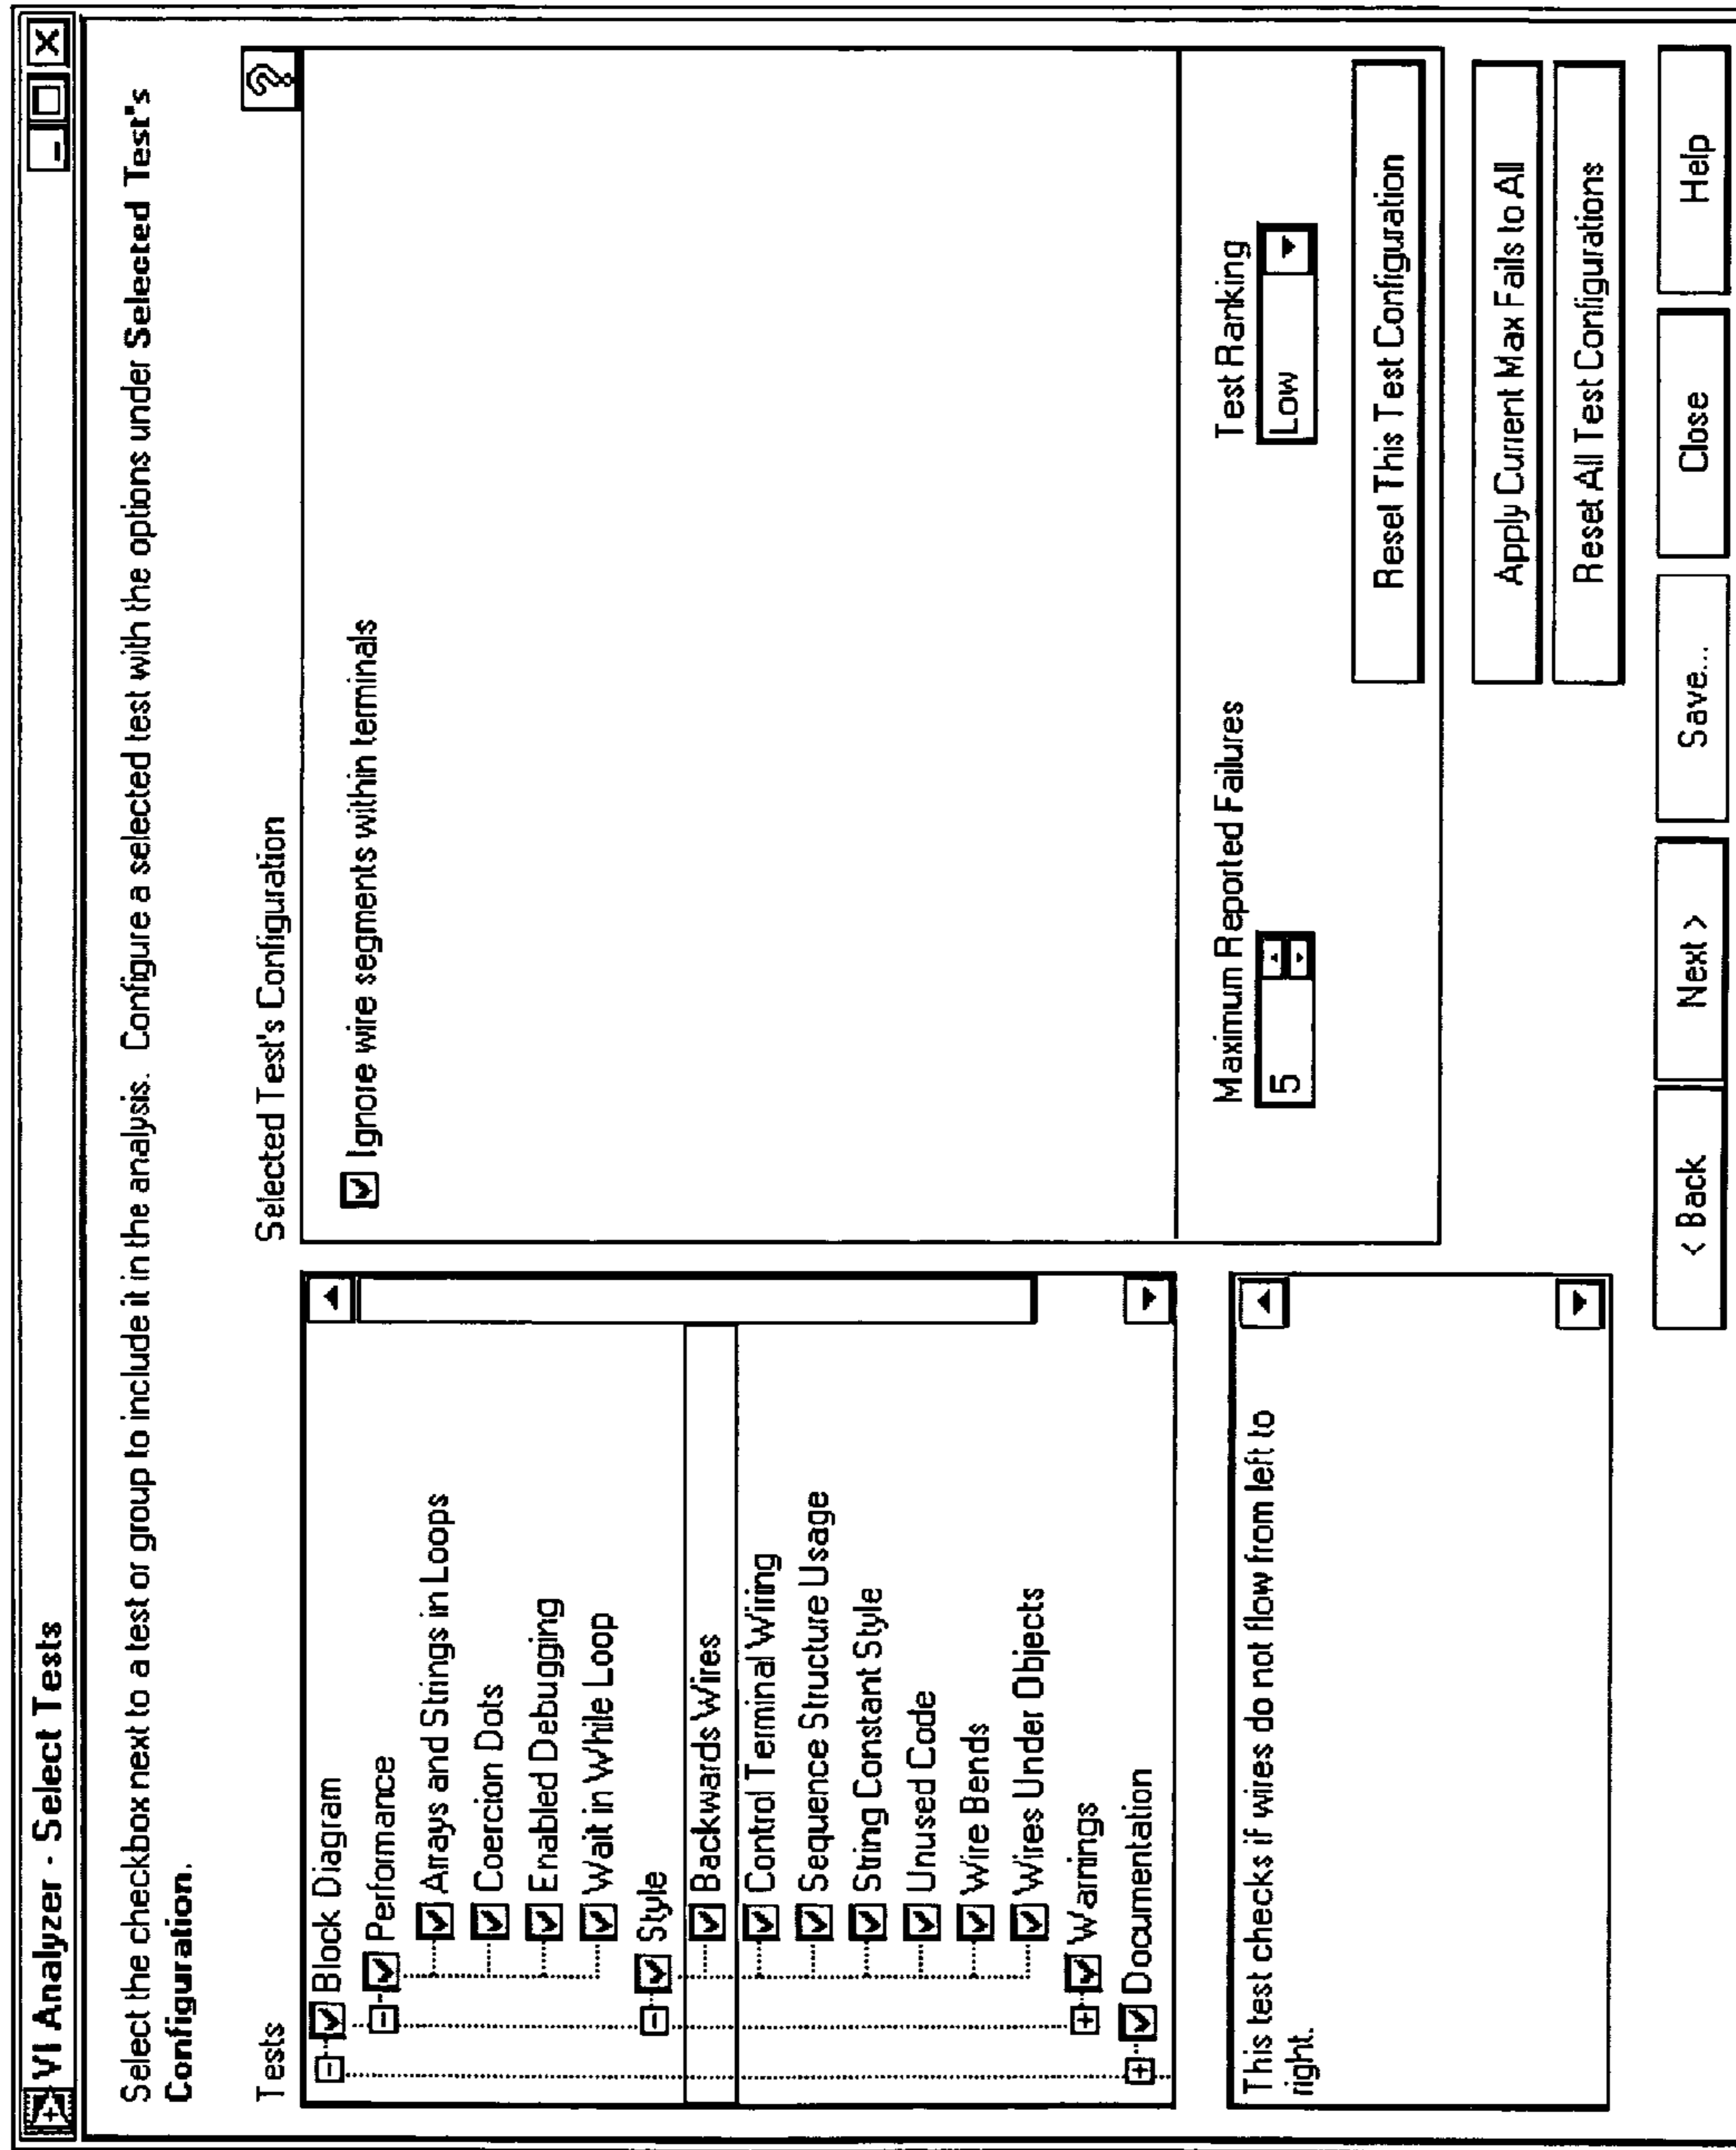 VI Analyzer - Select Tests
Select the checkbox next to a test or group to include it in the analysis. Configure a selected test with the options under Selected Test's
Configuration.
Tests
Block Diagram
Performance
Arrays and Strings in Loops
Coercion Dots
Enabled Debugging
Wait in While Loop
Style
Backwards Wires
Control Terminal Wiring
Sequence Structure Usage
String Constant Style
Unused Code
Wire Bends
Wires Under Objects
Warnings
Documentation
This test checks if wires do not flow from left to
right.
Selected Test's Configuration
?
Ignore wire segments within terminals
Maximum Reported Failures
5
Test Ranking
Low
Reset This Test Configuration
Apply Current Max Fails to All
Reset All Test Configurations
< Back
Next >
Save...
Close
Help